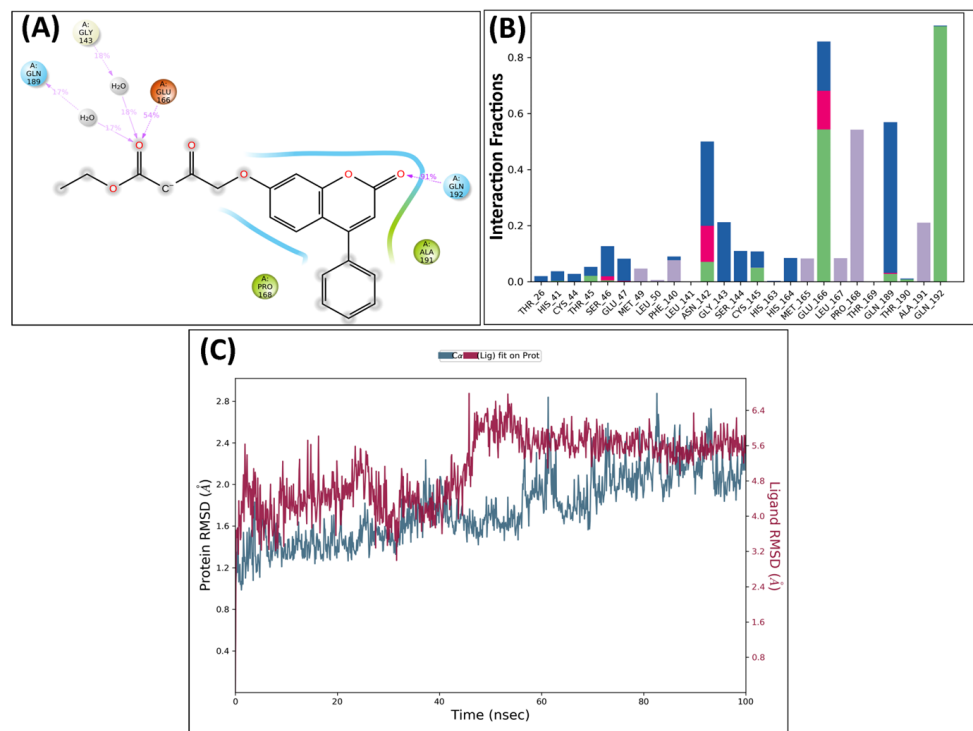 (A)
A:
GLY
143
18%
A:
GLN
189
H₂O
A:
GLU
166
17%
18%
54%
H₂O
17%
O
O
O
O
C⁻
O
O
91%
A:
GLN
192
A:
ALA
191
A:
PRO
168
(B)
Interaction Fractions
0.8
0.6
0.4
0.2
0.0
THR_26
HIS_41
CYS_44
THR_45
SER_46
GLU_47
MET_49
LEU_50
PHE_140
LEU_141
ASN_142
GLY_143
SER_144
CYS_145
HIS_163
HIS_164
MET_165
GLU_166
LEU_167
PRO_168
THR_169
GLN_189
THR_190
ALA_191
GLN_192
(C)
Cα (Lig) fit on Prot
Protein RMSD (Å)
2.8
2.4
2.0
1.6
1.2
0.8
0.4
Ligand RMSD (Å)
6.4
5.6
4.8
4.0
3.2
2.4
1.6
0.8
0 20 40 60 80 100
Time (nsec)